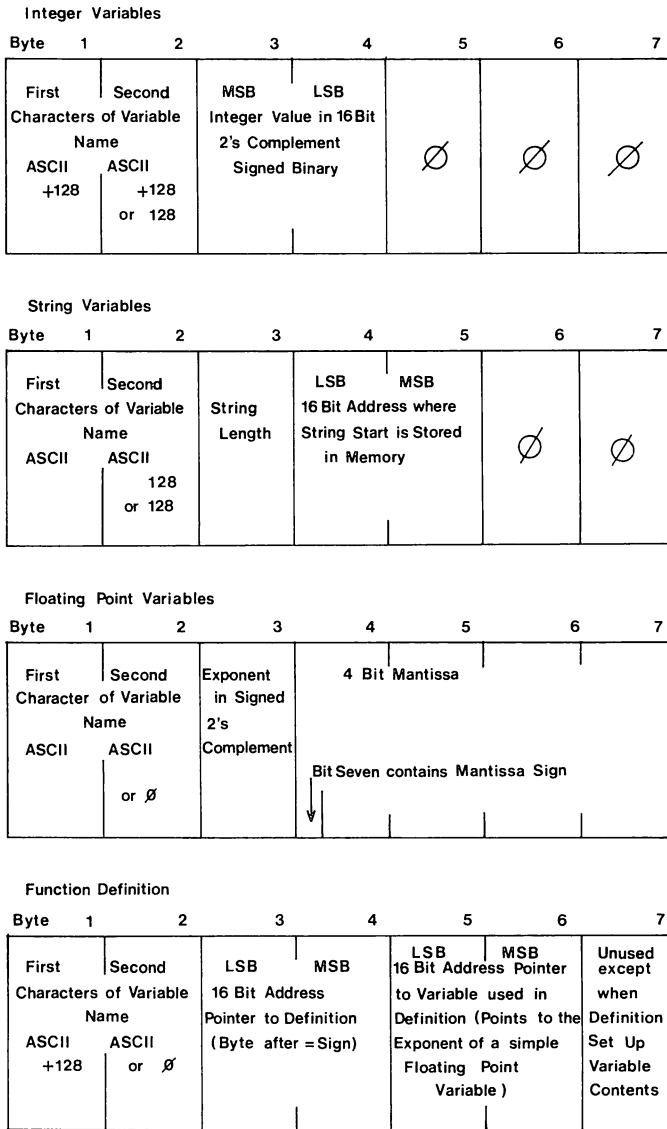 Integer Variables
Byte 1 2 3 4 5 6 7
First Second MSB LSB
Characters of Variable Integer Value in 16 Bit
Name 2's Complement
ASCII ASCII Signed Binary Ø Ø Ø
+128 +128
or 128
String Variables
Byte 1 2 3 4 5 6 7
First Second LSB MSB
Characters of Variable String 16 Bit Address where
Name Length String Start is Stored
ASCII ASCII in Memory Ø Ø
128
or 128
Floating Point Variables
Byte 1 2 3 4 5 6 7
First Second Exponent 4 Bit Mantissa
Character of Variable in Signed
Name 2's
ASCII ASCII Complement
Bit Seven contains Mantissa Sign
or Ø
Function Definition
Byte 1 2 3 4 5 6 7
First Second LSB MSB LSB MSB Unused
Characters of Variable 16 Bit Address 16 Bit Address Pointer except
Name Pointer to Definition to Variable used in when
ASCII ASCII (Byte after = Sign) Definition (Points to the Definition
+128 or Ø Exponent of a simple Set Up
Floating Point Variable
Variable) Contents